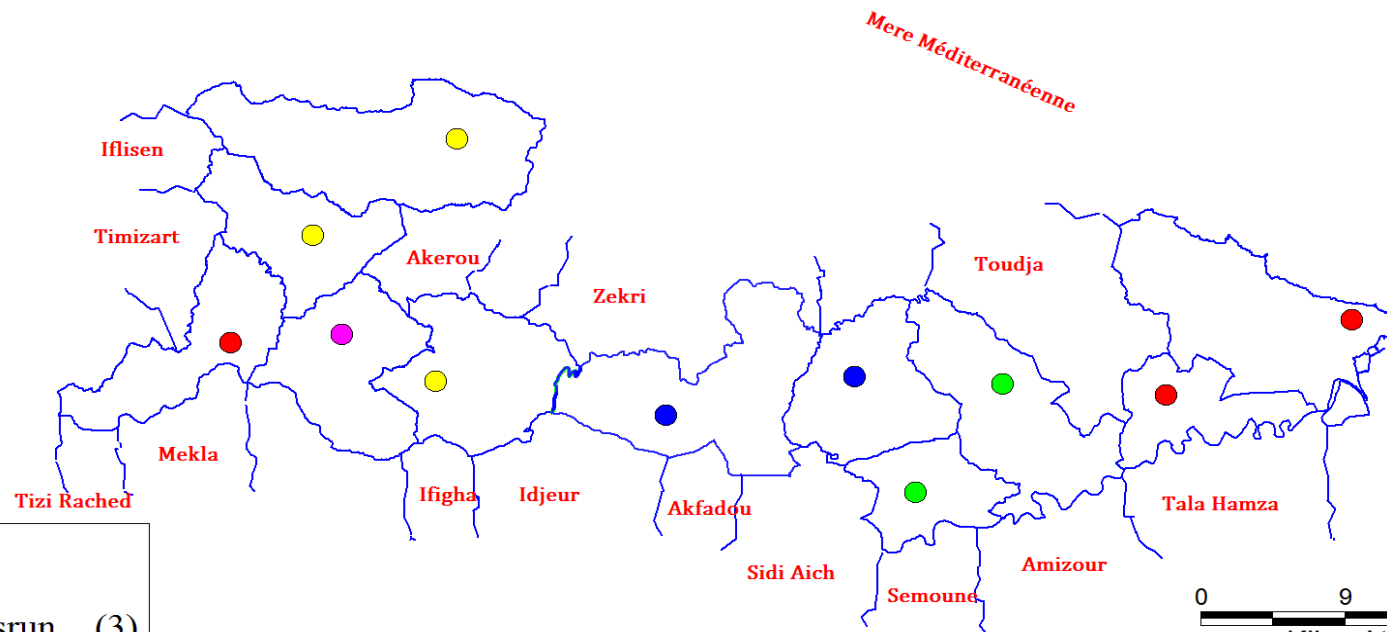 Mere Méditerranéenne
Iflisen
Timizart
Akerou
Toudja
Zekri
Mekla
Tizi Rached
Ifigha
Idjeur
Akfadou
Tala Hamza
Sidi Aich
Amizour
Semoune
0 9
(3)